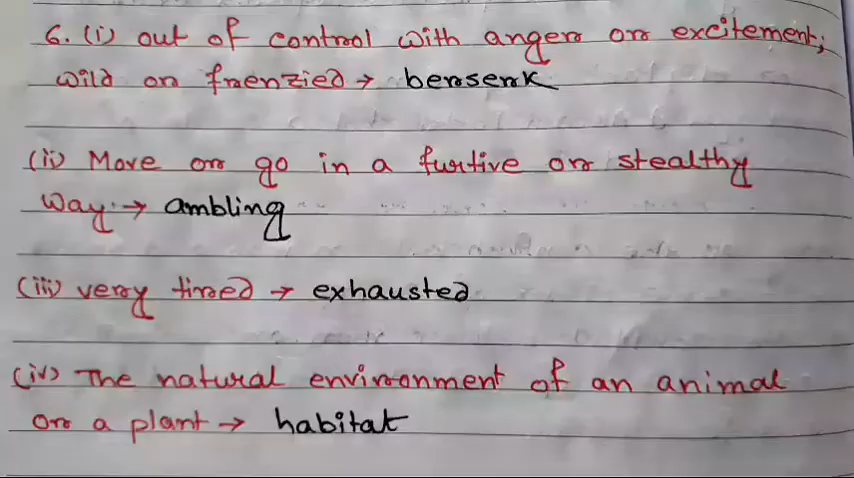 6. (i) out of control with anger or excitement;
wild or frenzied → berserk
(ii) Move or go in a furtive or stealthy
way → ambling
(iii) very tired → exhausted
(iv) The natural environment of an animal
or a plant → habitat